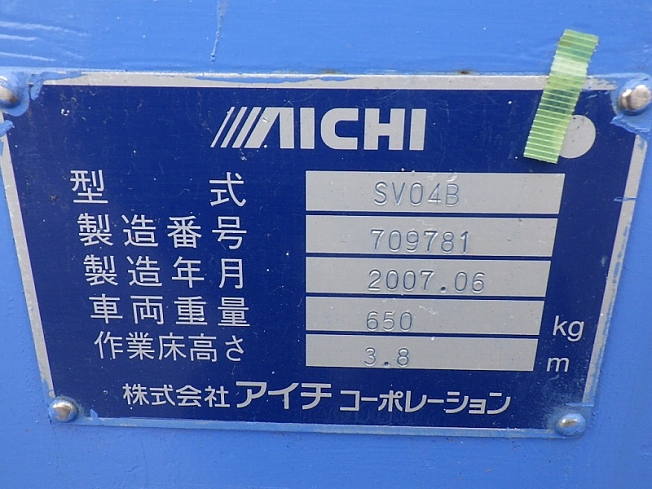 AICHI
型式 SV04B
製造番号 709781
製造年月 2007.06
車両重量 650 kg
作業床高さ 3.8 m
株式会社 アイチ コーポレーション